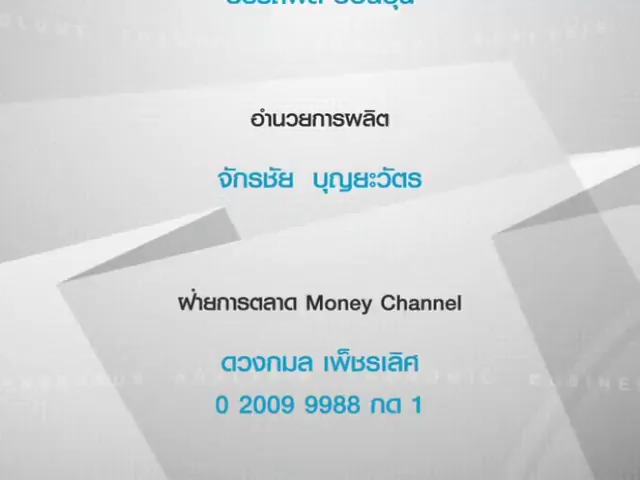 อำนวยการผลิต
จักรชัย บุญยะวัตร
ฝ่ายการตลาด Money Channel
ดวงกมล เพ็ชรเลิศ
0 2009 9988 กด 1